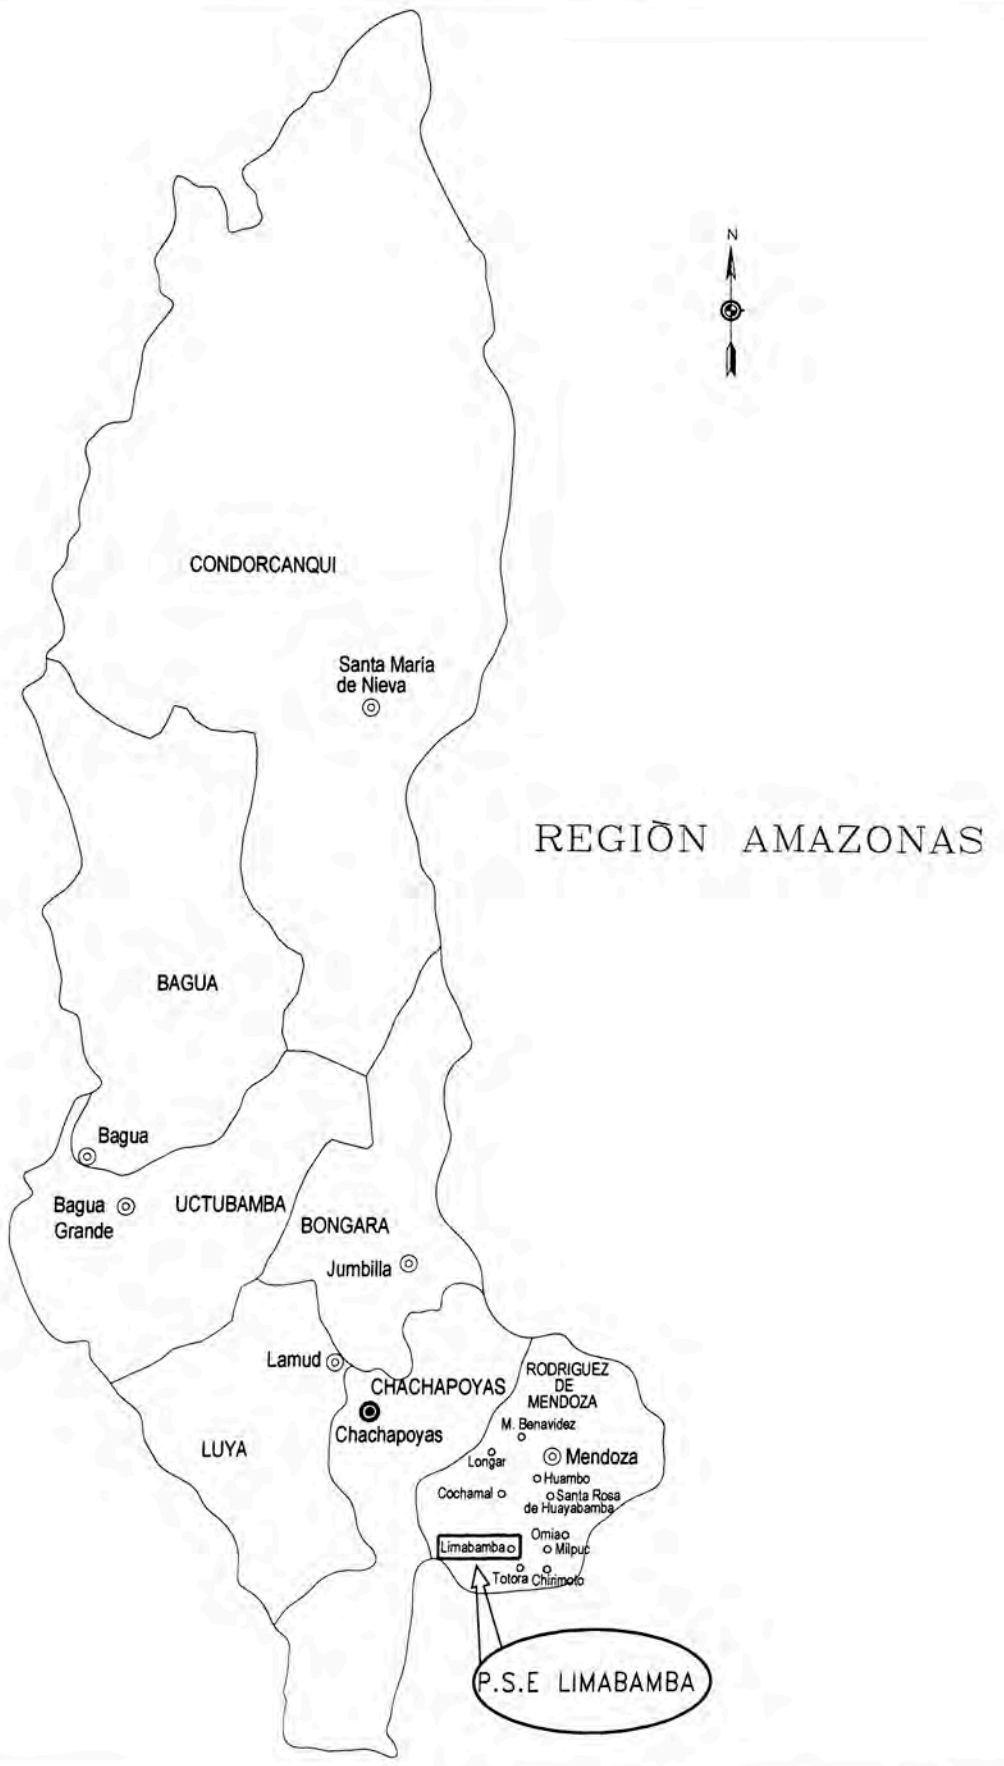 N
CONDORCANQUI
Santa Maria
de Nieva
REGIÒN AMAZONAS
BAGUA
Bagua
Bagua
Grande
UCTUBAMBA
BONGARA
Jumbilla
Lamud
CHACHAPOYAS
Chachapoyas
LUYA
RODRIGUEZ
DE
MENDOZA
M. Benavidez
Longar
Mendoza
Huambo
Cochamal
Santa Rosa
de Huayabamba
Omia
Limabamba
Milpuc
Totora
Chirimoto
P.S.E LIMABAMBA